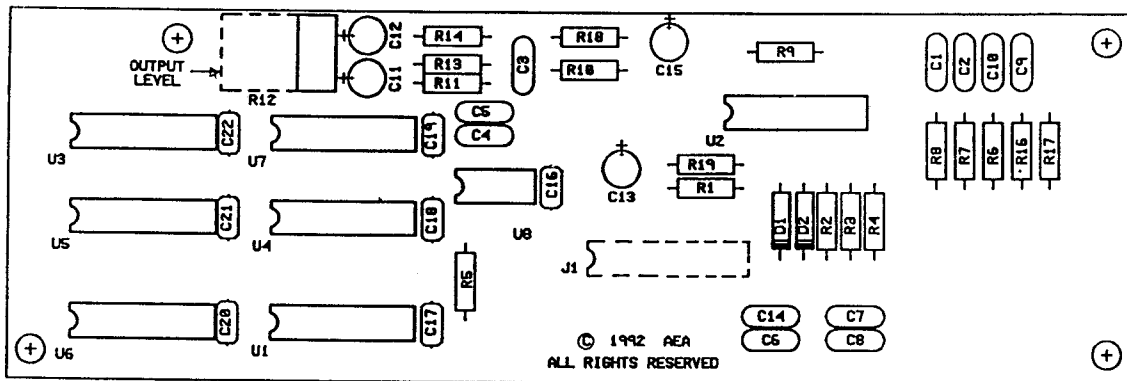 C12
R14
R18
C15
R9
C1
C2
C10
C9
OUTPUT
LEVEL
R12
C11
R13
R11
C3
R10
C5
C4
C22
U3
C19
U7
U2
R8
R7
R6
R16
R17
C13
R19
R1
C16
U8
C21
U5
C18
U4
D1
D2
R2
R3
R4
J1
R5
C20
U6
C17
U1
C14
C6
C7
C8
© 1992 AEA
ALL RIGHTS RESERVED